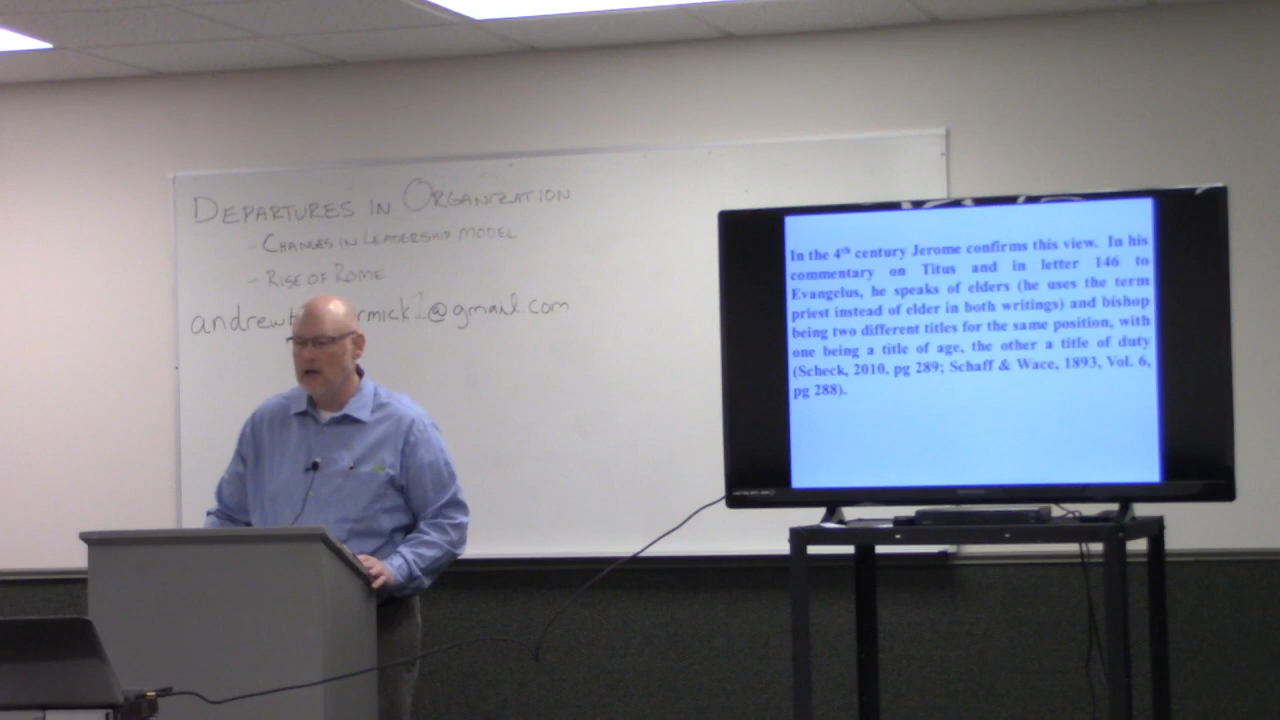 DEPARTURES IN ORGANIZATION
- CHANGES IN LEADERSHIP MODEL
- RISE OF ROME
@gmail.com
In the 4th century Jerome confirms this view. In his
commentary on Titus and in letter 146 to
Evangelus, he speaks of elders (he uses the term
priest instead of elder in both writings) and bishop
being two different titles for the same position, with
one being a title of age, the other a title of duty
(Scheck, 2010, pg 289; Schaff & Wace, 1893, Vol. 6,
pg 288).